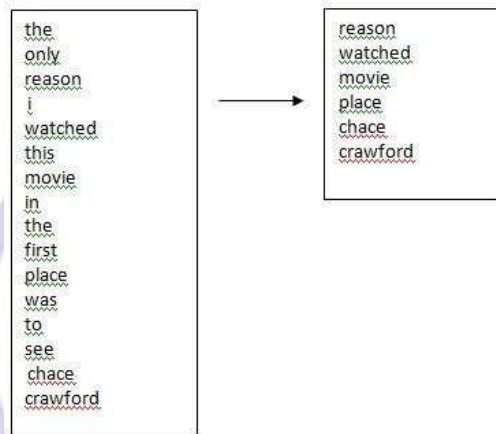 the
only
reason
i
watched
this
movie
in
the
first
place
was
to
see
chace
crawford
reason
watched
movie
place
chace
crawford